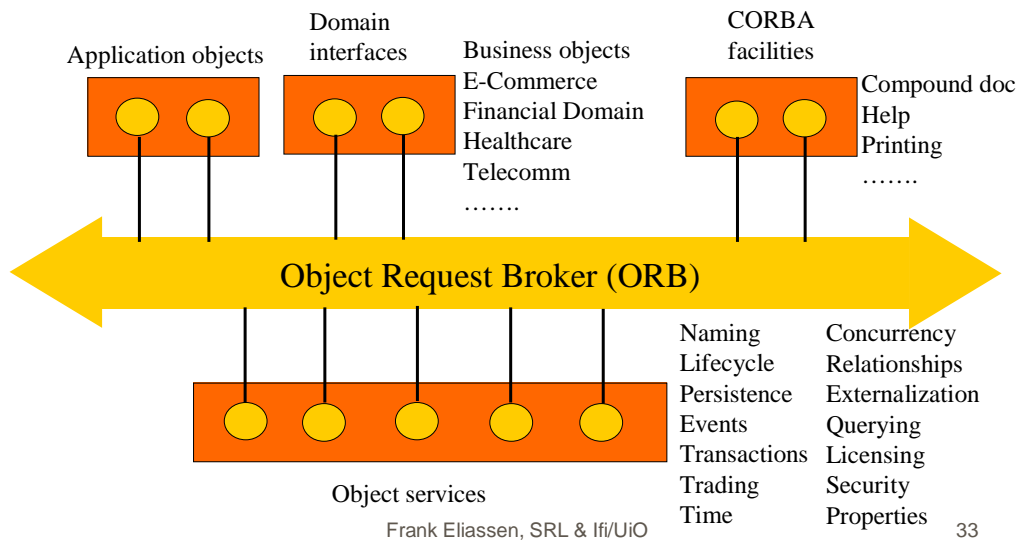 Application objects
Domain
interfaces
Business objects
E-Commerce
Financial Domain
Healthcare
Telecomm
…….
CORBA
facilities
Compound doc
Help
Printing
…….
Object Request Broker (ORB)
Object services
Naming
Lifecycle
Persistence
Events
Transactions
Trading
Time
Concurrency
Relationships
Externalization
Querying
Licensing
Security
Properties
Frank Eliassen, SRL & Ifi/UiO
33